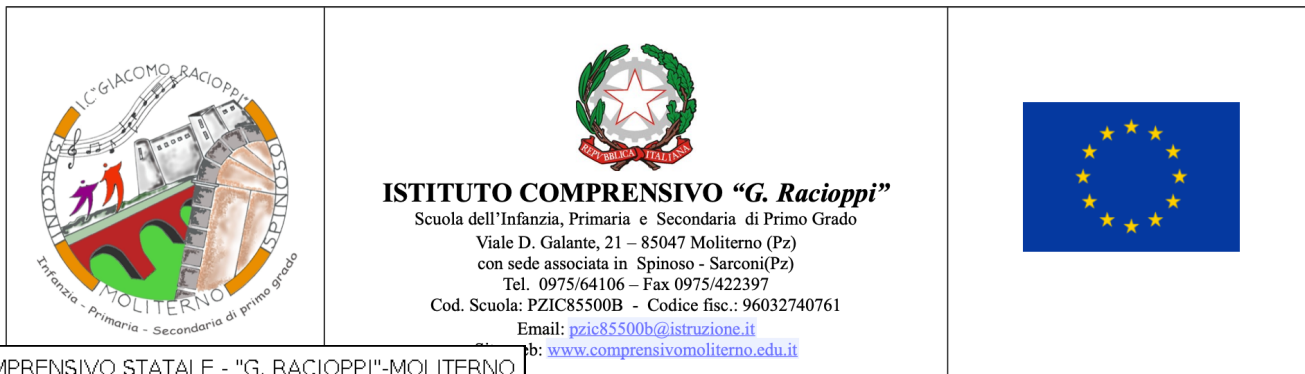 I.C "GIACOMO RACIOPPI"
SARCONI
SPINOSO
MOLITERNO
Infanzia - Primaria - Secondaria di primo grado
REPVBBLICA ITALIANA
ISTITUTO COMPRENSIVO “G. Racioppi”
Scuola dell’Infanzia, Primaria e Secondaria di Primo Grado
Viale D. Galante, 21 – 85047 Moliterno (Pz)
con sede associata in Spinoso - Sarconi(Pz)
Tel. 0975/64106 – Fax 0975/422397
Cod. Scuola: PZIC85500B - Codice fisc.: 96032740761
Email: pzic85500b@istruzione.it
www.comprensivomoliterno.edu.it
STATALE - "G. RACIOPPI"-MOLITERNO